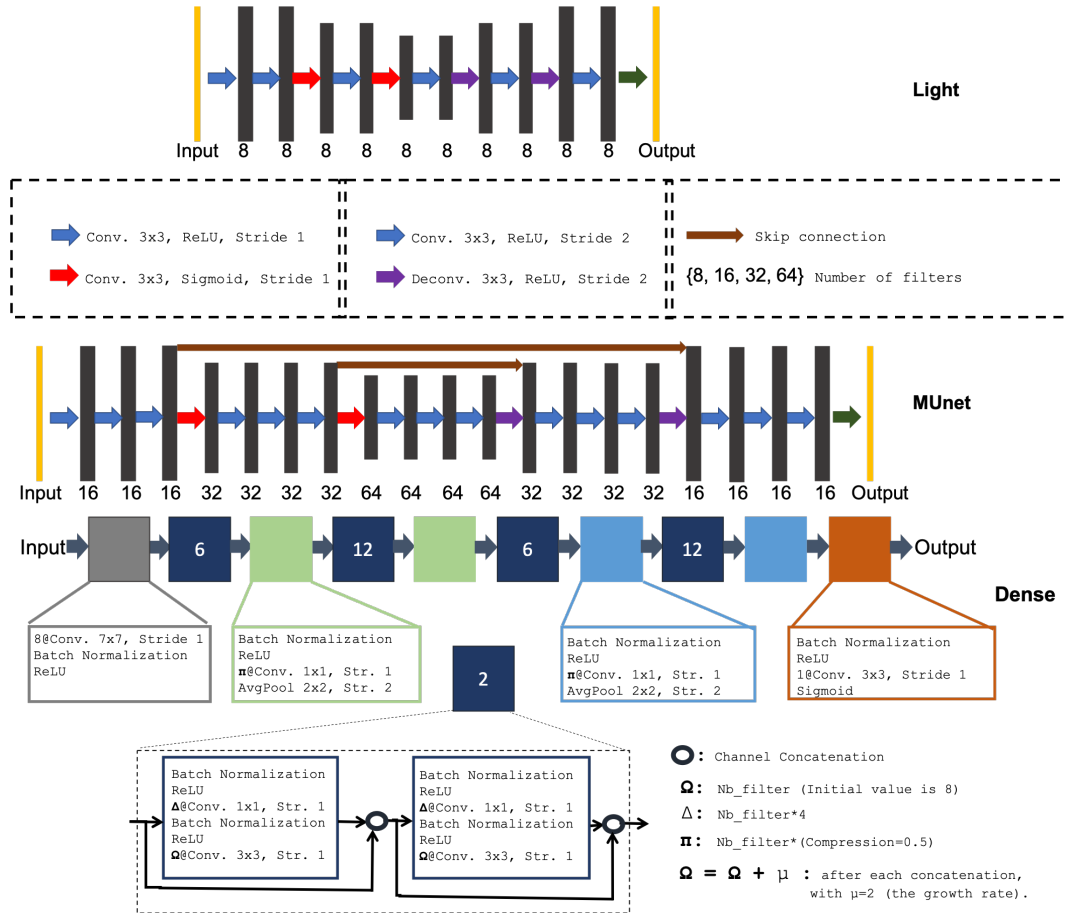 Light
Input
8 8 8 8 8 8 8 8 8 8
Output
Conv. 3x3, ReLU, Stride 1
Conv. 3x3, Sigmoid, Stride 1
Conv. 3x3, ReLU, Stride 2
Deconv. 3x3, ReLU, Stride 2
Skip connection
{8, 16, 32, 64} Number of filters
MUnet
Input
16 16 16 32 32 32 32 64 64 64 64 32 32 32 32 16 16 16 16
Output
Input
6
12
6
12
Output
Dense
8@Conv. 7x7, Stride 1
Batch Normalization
ReLU
Batch Normalization
ReLU
π@Conv. 1x1, Str. 1
AvgPool 2x2, Str. 2
Batch Normalization
ReLU
π@Conv. 1x1, Str. 1
AvgPool 2x2, Str. 2
Batch Normalization
ReLU
1@Conv. 3x3, Stride 1
Sigmoid
2
Batch Normalization
ReLU
Δ@Conv. 1x1, Str. 1
Batch Normalization
ReLU
Ω@Conv. 3x3, Str. 1
Batch Normalization
ReLU
Δ@Conv. 1x1, Str. 1
Batch Normalization
ReLU
Ω@Conv. 3x3, Str. 1
: Channel Concatenation
Ω: Nb_filter (Initial value is 8)
Δ: Nb_filter*4
π: Nb_filter*(Compression=0.5)
Ω = Ω + μ : after each concatenation,
with μ=2 (the growth rate).